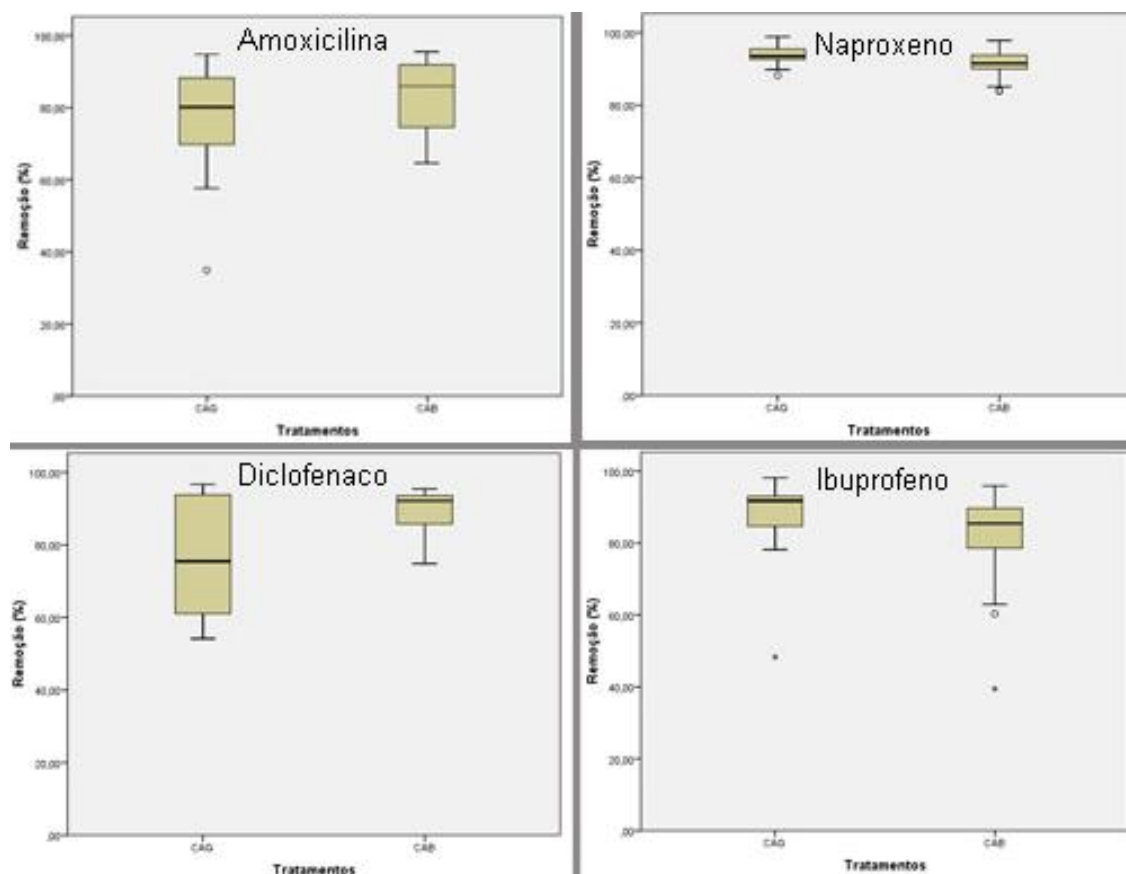 Amoxicilina
Remoção (%)
100,00
80,00
60,00
40,00
20,00
,00
CAG
CAB
Tratamentos
Naproxeno
Remoção (%)
100,00
80,00
60,00
40,00
20,00
,00
CAG
CAB
Tratamentos
Diclofenaco
Remoção (%)
100,00
80,00
60,00
40,00
20,00
,00
CAG
CAB
Tratamentos
Ibuprofeno
Remoção (%)
100,00
80,00
60,00
40,00
20,00
,00
CAG
CAB
Tratamentos